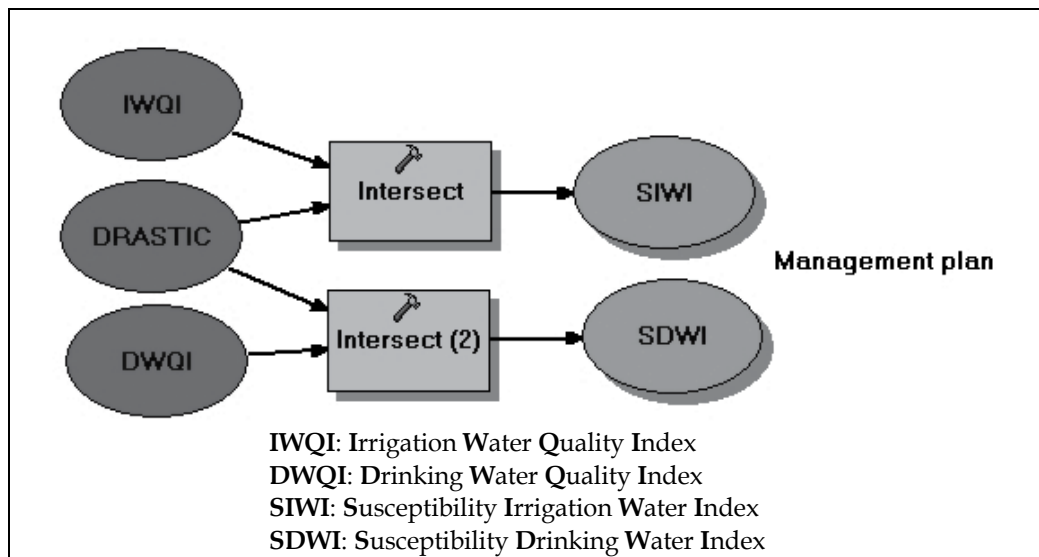 IWQI
Intersect
SIWI
DRASTIC
Management plan
Intersect (2)
SDWI
DWQI
IWQI: Irrigation Water Quality Index
DWQI: Drinking Water Quality Index
SIWI: Susceptibility Irrigation Water Index
SDWI: Susceptibility Drinking Water Index